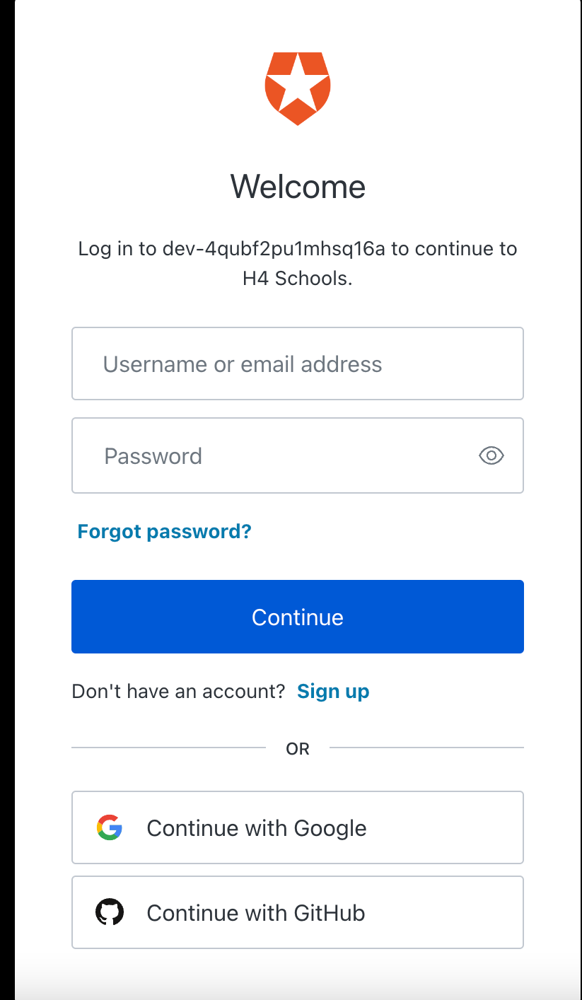 Welcome
Log in to dev-4qubf2pu1mhsq16a to continue to
H4 Schools.
Username or email address
Password
Forgot password?
Continue
Don't have an account? Sign up
OR
Continue with Google
Continue with GitHub